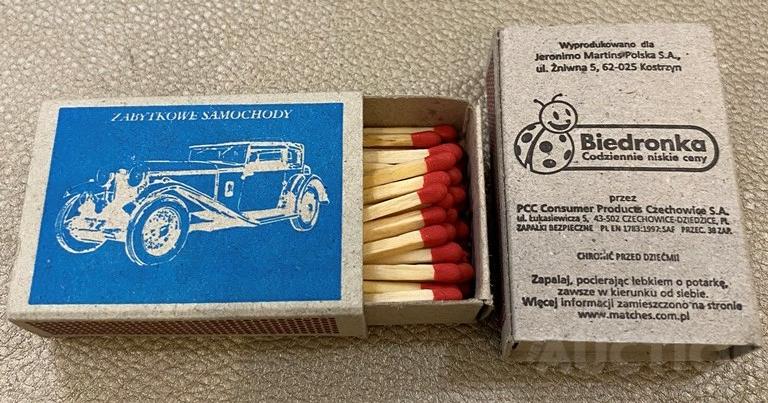 ZABYTKOWE SAMOCHODY
Wyprodukowano dla
Jeronimo Martins Polska S.A.,
ul. Żniwna 5, 62-025 Kostrzyn
Biedronka
Codziennie niskie ceny
przez
PCC Consumer Products Czechowice S.A.
ul. Łukasiewicza 5, 43-502 CZECHOWICE-DZIEDZICE, PL
ZAPAŁKI BEZPIECZNE PL EN 1783:1997:SAF PRZEC. 38 ZAP.
CHRONIĆ PRZED DZIEĆMI!
Zapalaj, pocierając łebkiem o potarkę,
zawsze w kierunku od siebie.
Więcej informacji zamieszczono na stronie
www.matches.com.pl
AUCTION